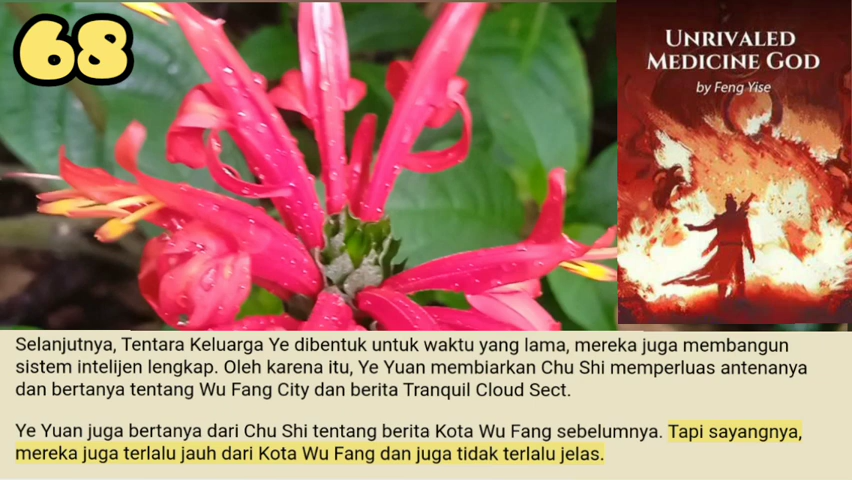 68
UNRIVALED
MEDICINE GOD
by Feng Yise
Selanjutnya, Tentara Keluarga Ye dibentuk untuk waktu yang lama, mereka juga membangun
sistem intelijen lengkap. Oleh karena itu, Ye Yuan membiarkan Chu Shi memperluas antenanya
dan bertanya tentang Wu Fang City dan berita Tranquil Cloud Sect.
Ye Yuan juga bertanya dari Chu Shi tentang berita Kota Wu Fang sebelumnya. Tapi sayangnya,
mereka juga terlalu jauh dari Kota Wu Fang dan juga tidak terlalu jelas.